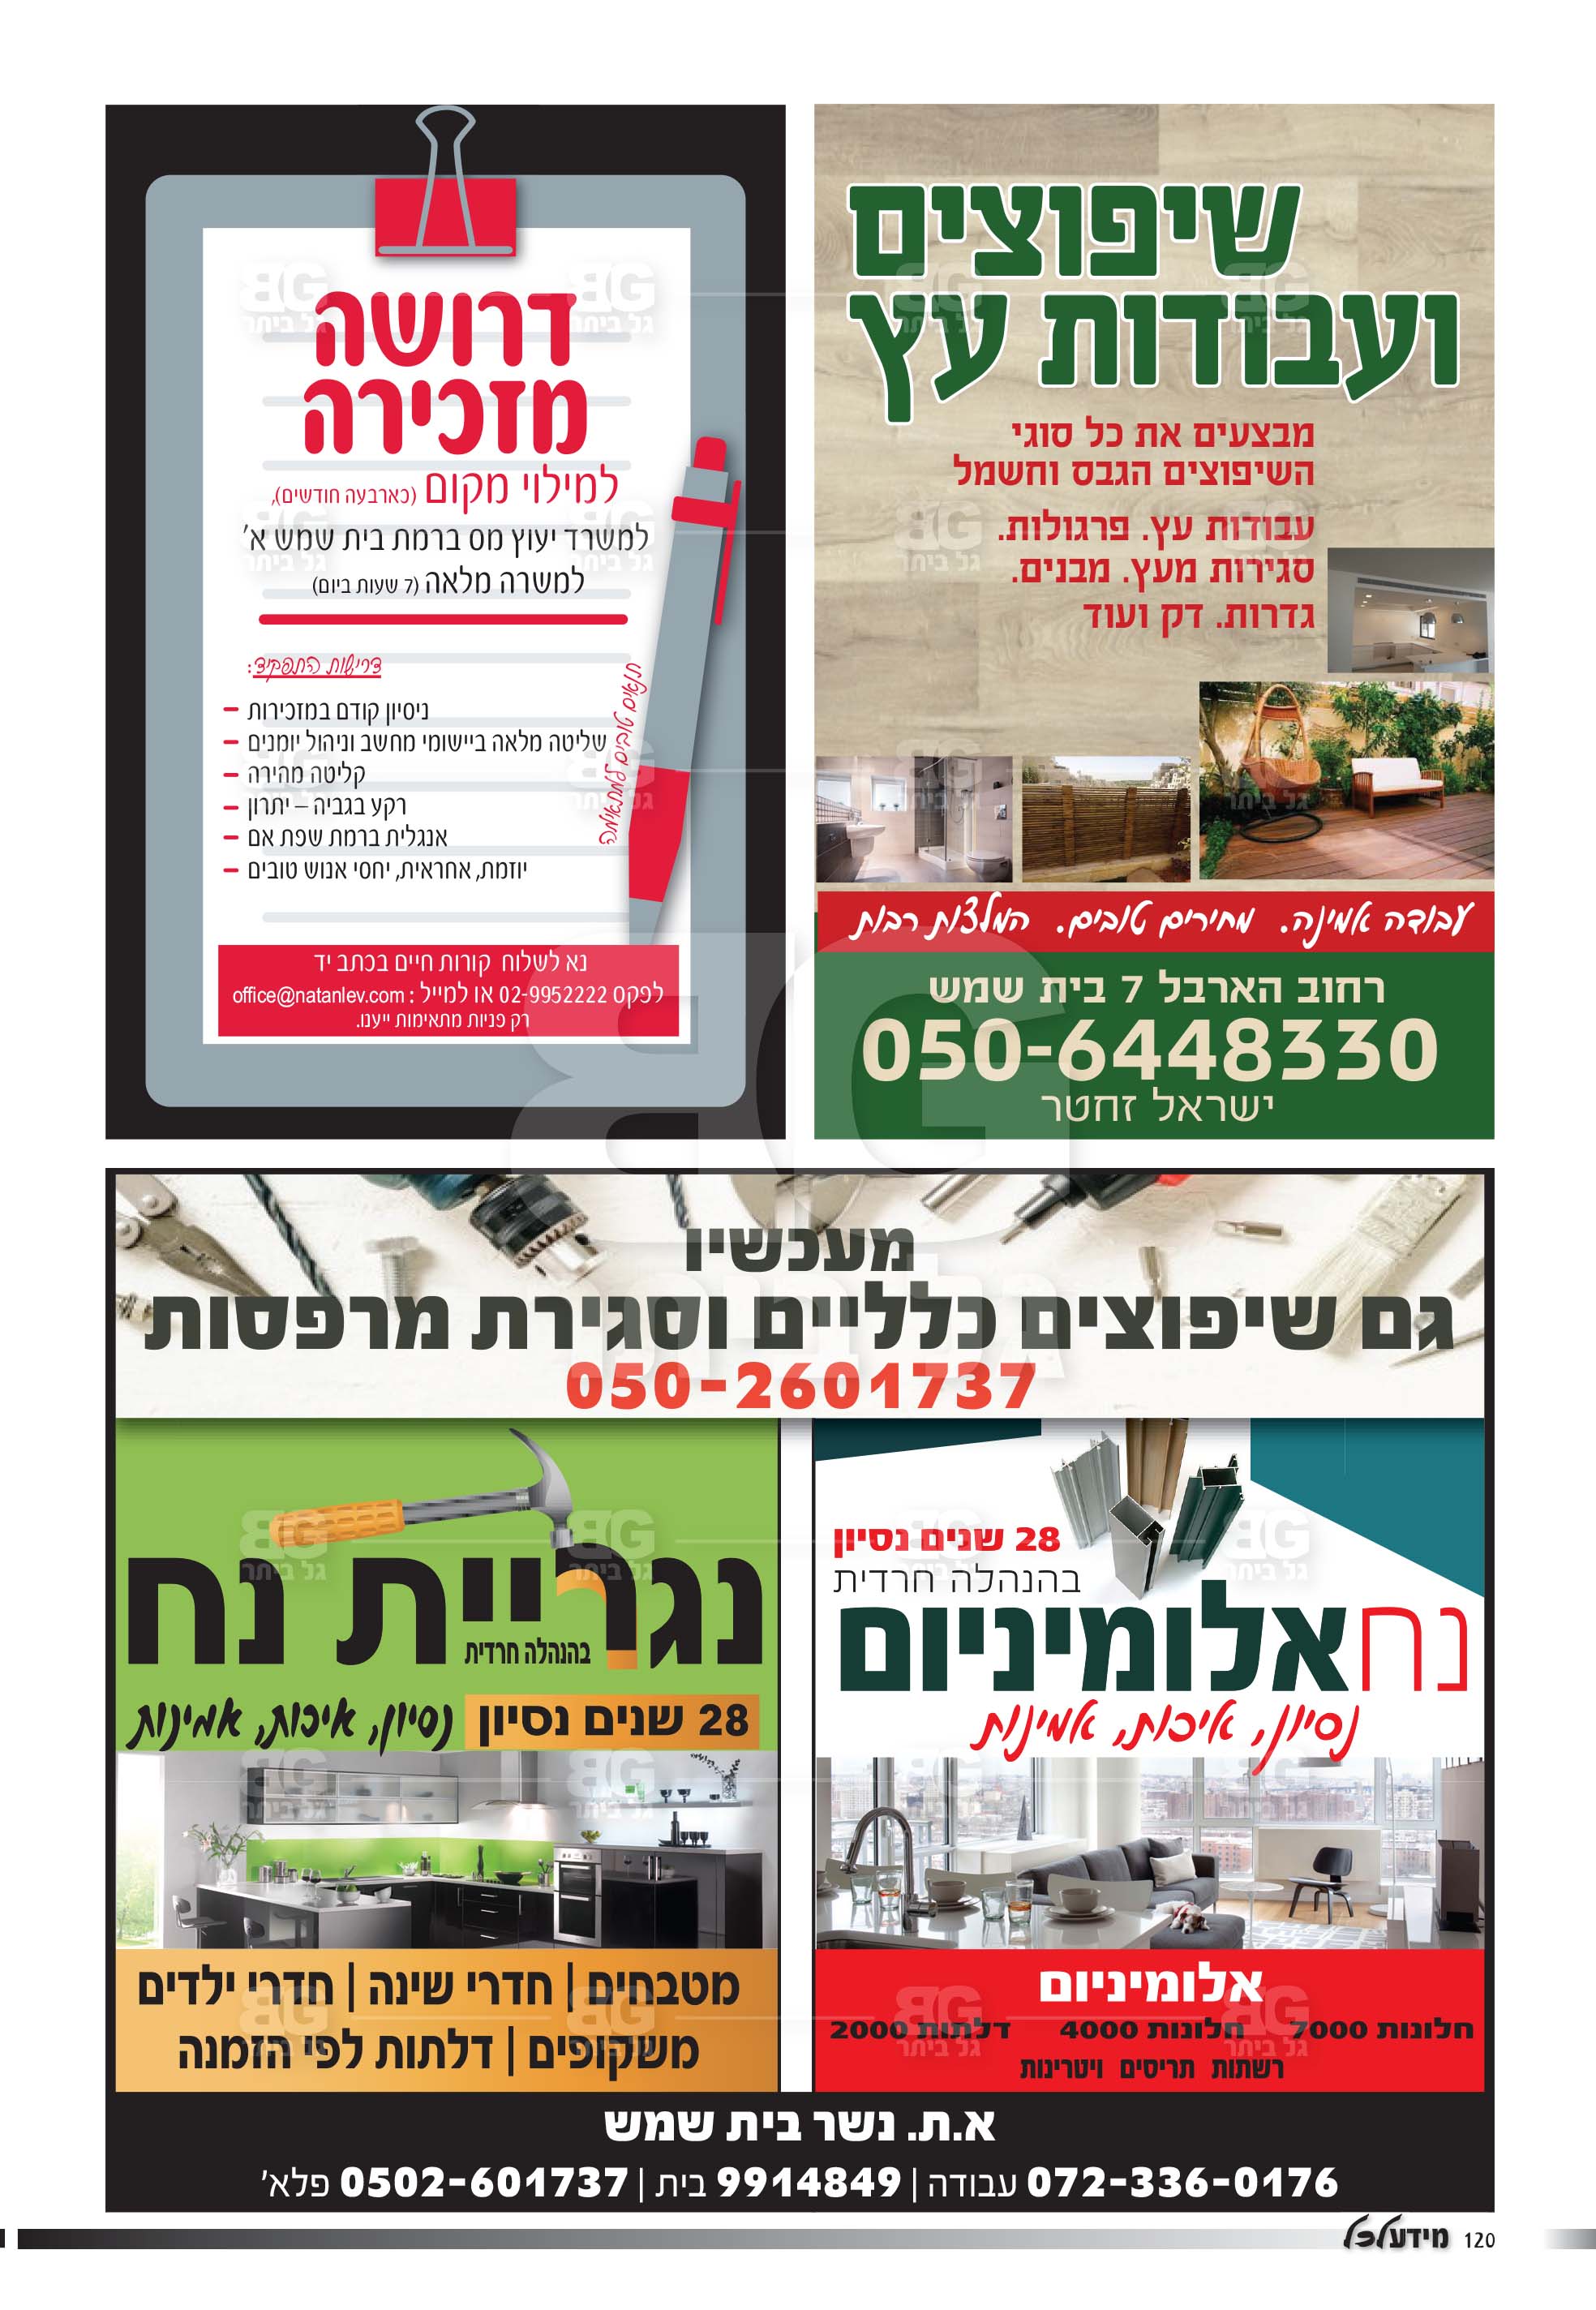 שיפוצים
ועבודות עץ
מבצעים את כל סוגי
השיפוצים הגבס וחשמל
עבודות עץ. פרגולות.
סגירות מעץ. מבנים.
גדרות. דק ועוד
עבודה אמינה. מחירים טובים. המלצות רבות
רחוב הארבל 7 בית שמש
050-6448330
ישראל זחטר
דרושה
מזכירה
למילוי מקום (כארבעה חודשים),
למשרד יעוץ מס ברמת בית שמש א'
למשרה מלאה (7 שעות ביום)
דרישות התפקיד:
– ניסיון קודם במזכירות
– שליטה מלאה ביישומי מחשב וניהול יומנים
– קליטה מהירה
– רקע בגביה – יתרון
– אנגלית ברמת שפת אם
– יוזמת, אחראית, יחסי אנוש טובים
תנאים טובים למתאימה
נא לשלוח קורות חיים בכתב יד
לפקס 02-9952222 או למייל : office@natanlev.com
רק פניות מתאימות ייענו.
מעכשיו
גם שיפוצים כלליים וסגירת מרפסות
050-2601737
28 שנים נסיון
בהנהלה חרדית
נח אלומיניום
נסיון, איכות, אמינות
אלומיניום
חלונות 7000 חלונות 4000 דלתות 2000
רשתות תריסים ויטרינות
נגריית נח
בהנהלה חרדית
28 שנים נסיון נסיון, איכות, אמינות
מטבחים | חדרי שינה | חדרי ילדים
משקופים | דלתות לפי הזמנה
א.ת. נשר בית שמש
072-336-0176 עבודה | 9914849 בית | 0502-601737 פלא'
120 מידע לכל
BG
גל ביתר